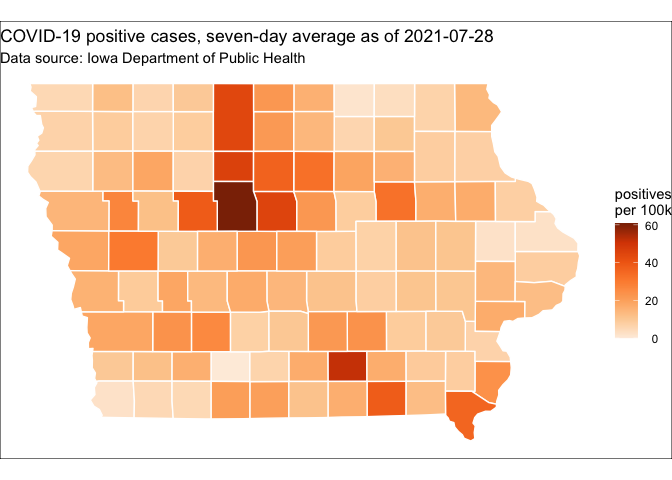 COVID-19 positive cases, seven-day average as of 2021-07-28
Data source: Iowa Department of Public Health
positives
per 100k
60
40
20
0